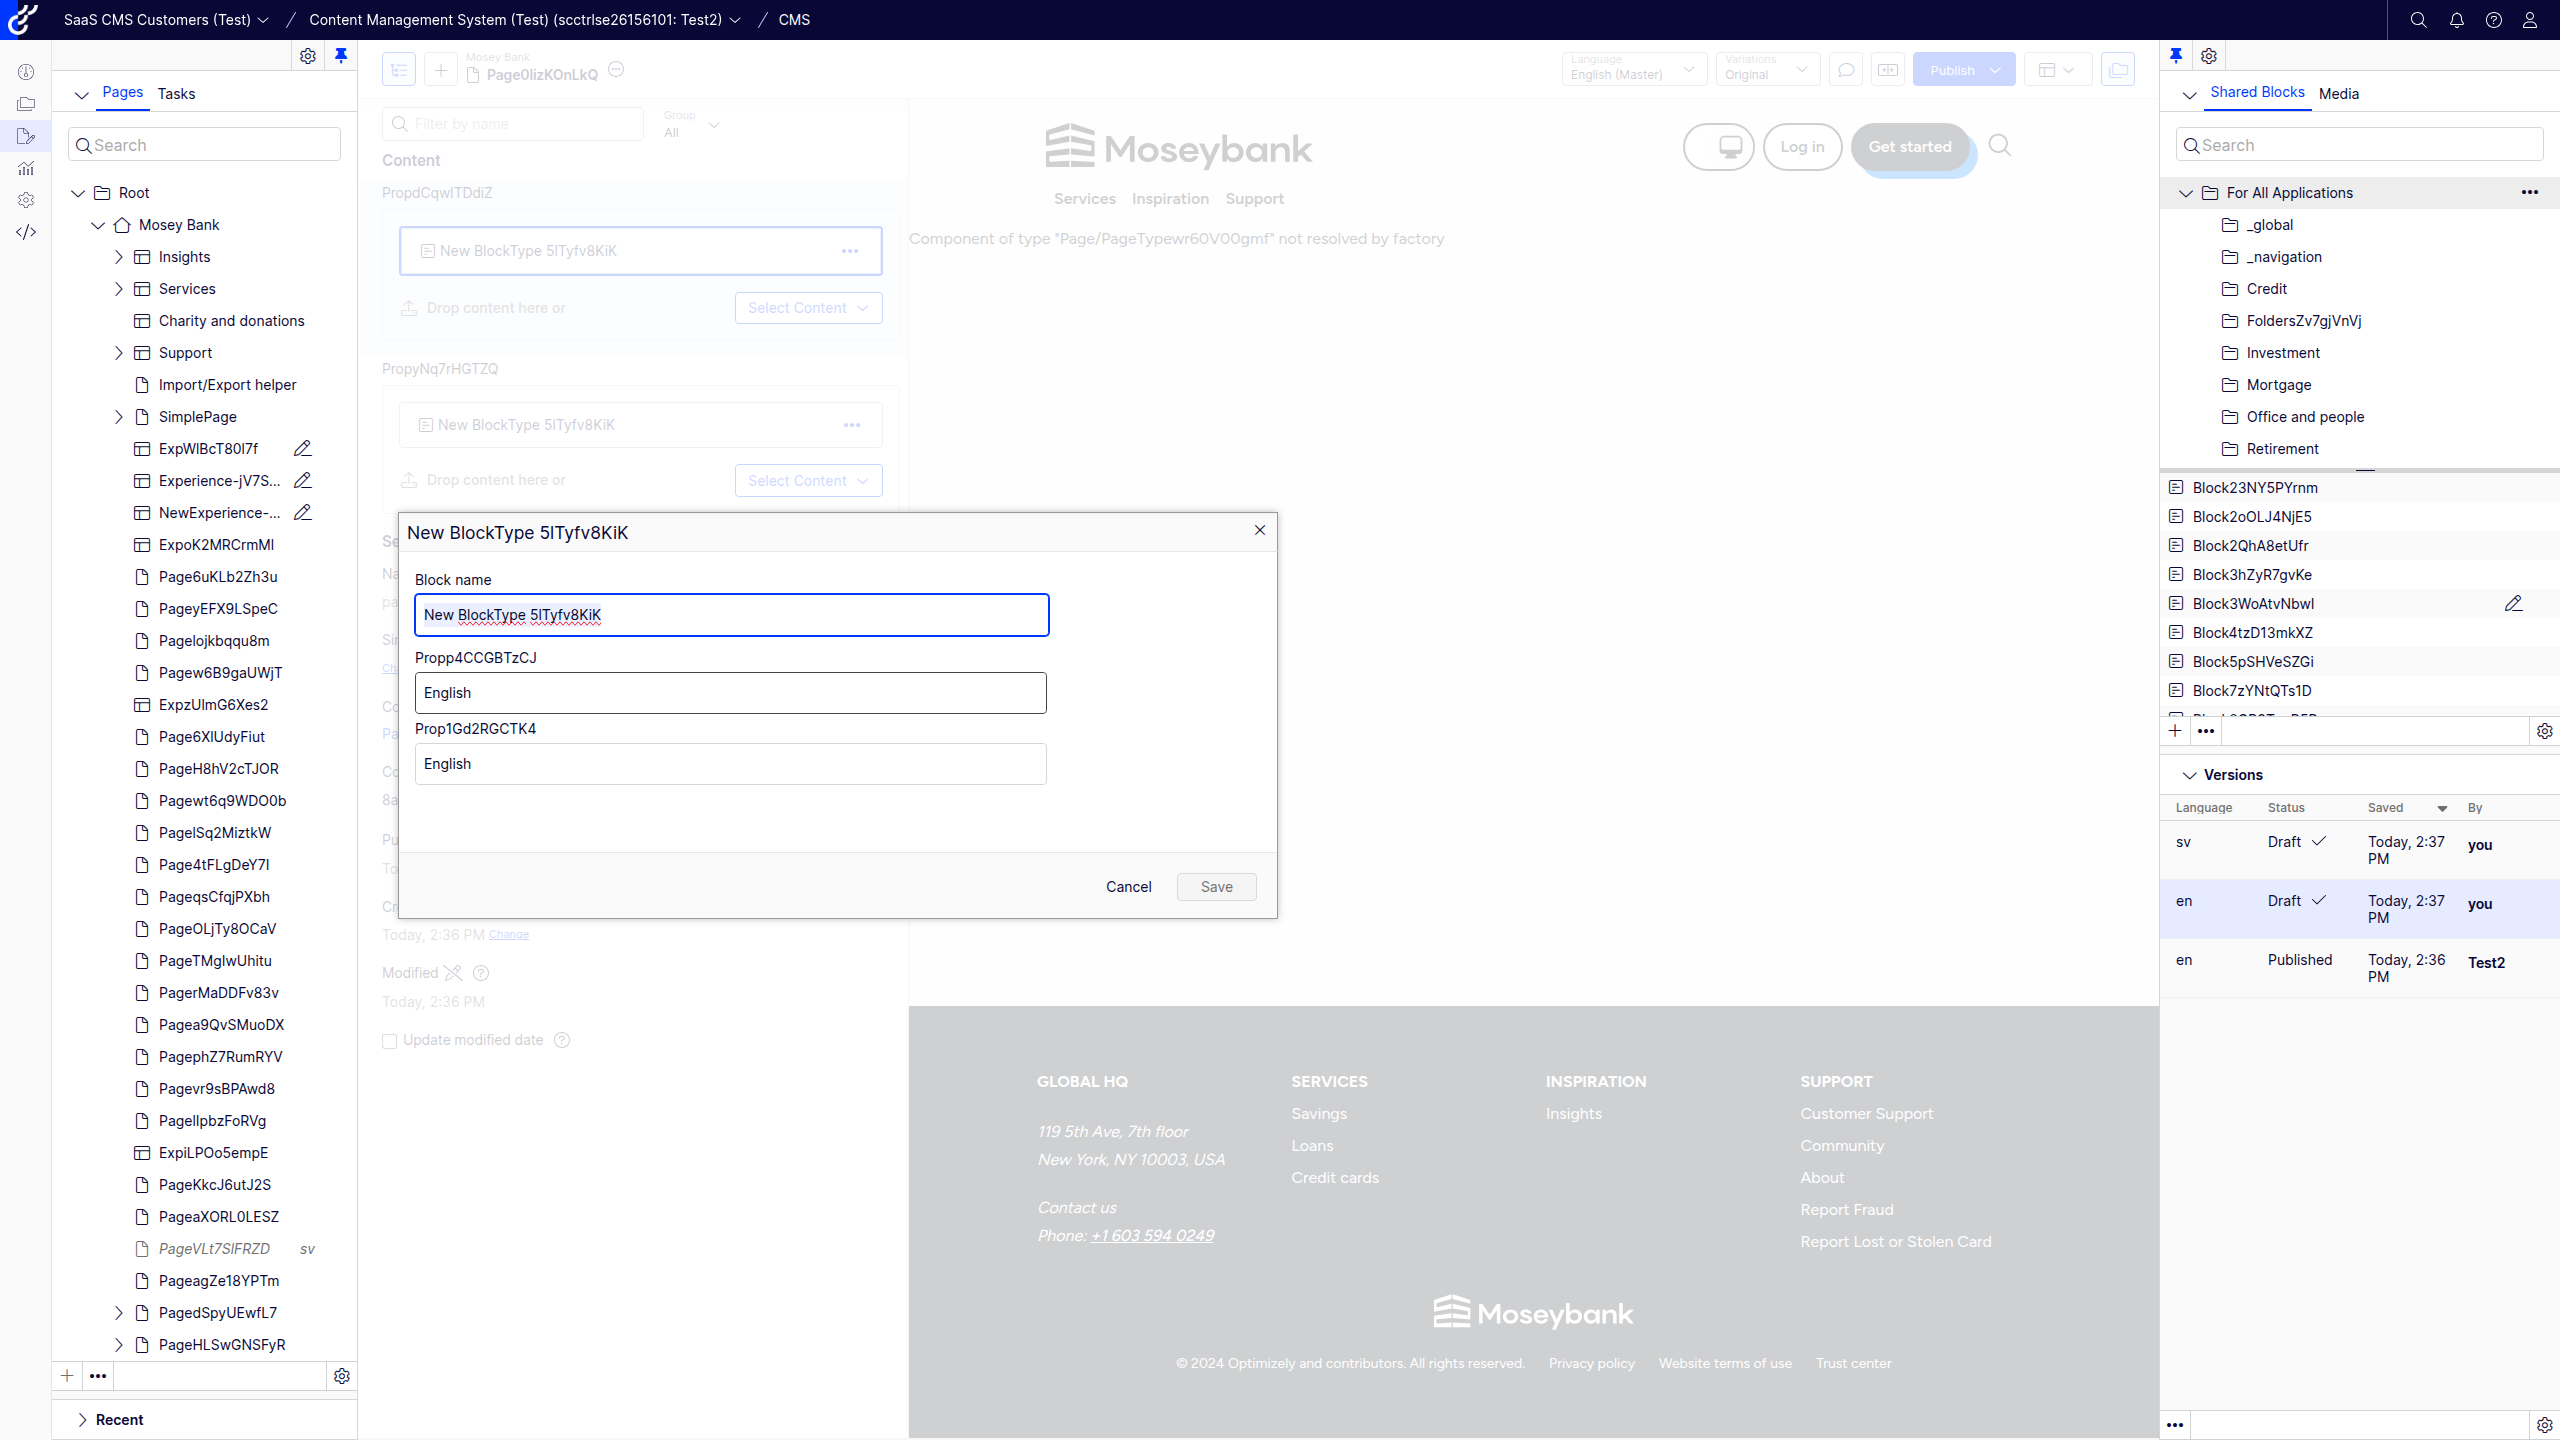 SaaS CMS Customers (Test) / Content Management System (Test) (scctrlse26156101: Test2) / CMS
Pages Tasks
Search
Root
Mosey Bank
Insights
Services
Charity and donations
Support
Import/Export helper
SimplePage
ExpWlBcT80l7f
Experience-jV7S...
NewExperience-...
ExpoK2MRCrmMl
Page6uKLb2Zh3u
PageyEFX9LSpeC
Pagelojkbqqu8m
Pagew6B9gaUWjT
ExpzUlmG6Xes2
Page6XlUdyFiut
PageH8hV2cTJOR
Pagewt6q9WDO0b
PagelSq2MiztkW
Page4tFLgDeY7l
PageqsCfqjPXbh
PageOLjTy8OCaV
PageTMglwUhitu
PagerMaDDFv83v
Pagea9QvSMuoDX
PagephZ7RumRYV
Pagevr9sBPAwd8
PagellpbzFoRVg
ExpiLPOo5empE
PageKkcJ6utJ2S
PageaXORL0LESZ
PageVLt7SlFRZD sv
PageagZe18YPTm
PagedSpyUEwfL7
PageHLSwGNSFyR
Recent
Mosey Bank
Page0lizKOnLkQ
Language
English (Master)
Variations
Original
Publish
Filter by name
Group
All
Content
PropdCqwITDdiZ
New BlockType 5lTyfv8KiK
Drop content here or Select Content
PropyNq7rHGTZQ
New BlockType 5lTyfv8KiK
Drop content here or Select Content
New BlockType 5lTyfv8KiK
Block name
New BlockType 5lTyfv8KiK
Propp4CCGBTzCJ
English
Prop1Gd2RGCTK4
English
Cancel Save
Today, 2:36 PM Change
Modified
Today, 2:36 PM
Update modified date
Moseybank
Log in
Get started
Services Inspiration Support
Component of type "Page/PageTypewr60V00gmf" not resolved by factory
GLOBAL HQ
119 5th Ave, 7th floor
New York, NY 10003, USA
Contact us
Phone: +1 603 594 0249
SERVICES
Savings
Loans
Credit cards
INSPIRATION
Insights
SUPPORT
Customer Support
Community
About
Report Fraud
Report Lost or Stolen Card
Moseybank
© 2024 Optimizely and contributors. All rights reserved. Privacy policy Website terms of use Trust center
Shared Blocks Media
Search
For All Applications
_global
_navigation
Credit
FoldersZv7gjVnVj
Investment
Mortgage
Office and people
Retirement
Block23NY5PYrnm
Block2oOLJ4NjE5
Block2QhA8etUfr
Block3hZyR7gvKe
Block3WoAtvNbwl
Block4tzD13mkXZ
Block5pSHVeSZGi
Block7zYNtQTs1D
Versions
Language Status Saved By
sv Draft Today, 2:37 PM you
en Draft Today, 2:37 PM you
en Published Today, 2:36 PM Test2